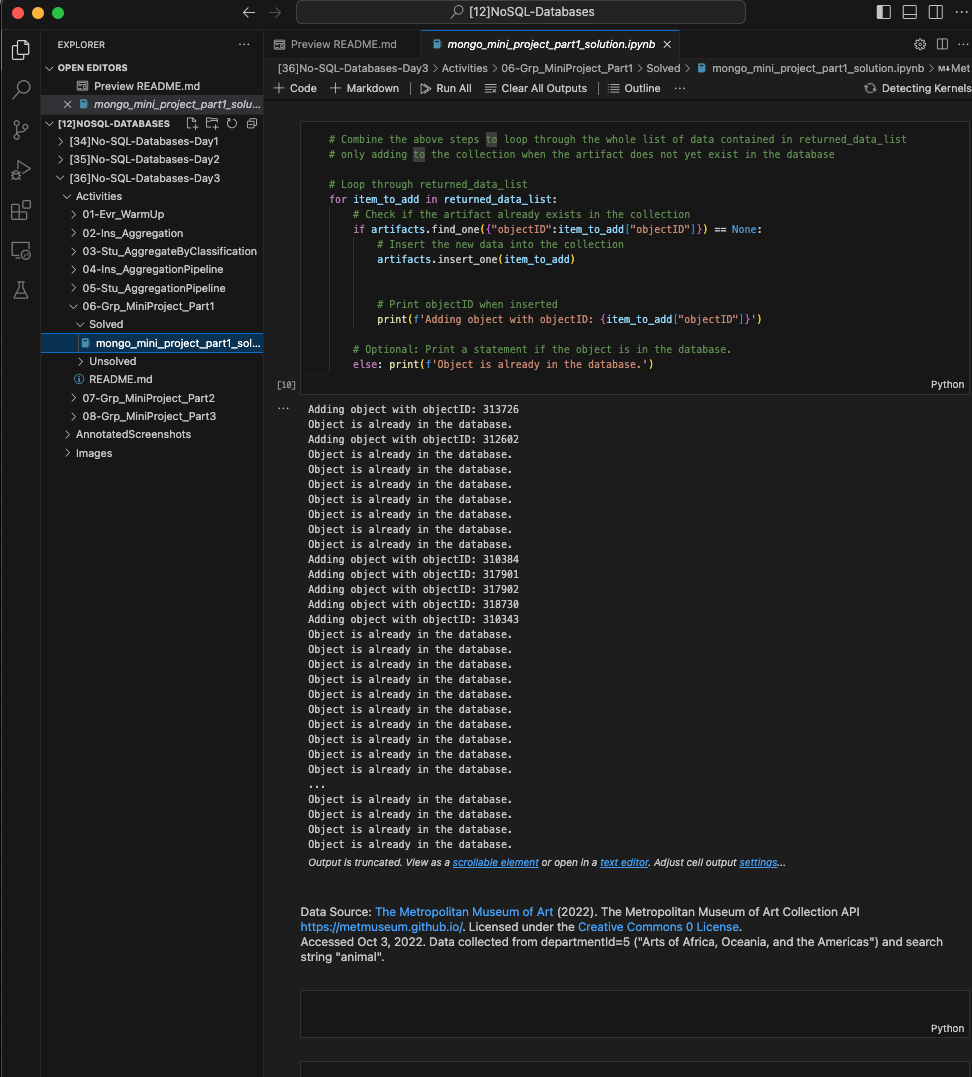 [12]NoSQL-Databases
EXPLORER
OPEN EDITORS
Preview README.md
mongo_mini_project_part1_solu...
[12]NOSQL-DATABASES
[34]No-SQL-Databases-Day1
[35]No-SQL-Databases-Day2
[36]No-SQL-Databases-Day3
Activities
01-Evr_WarmUp
02-Ins_Aggregation
03-Stu_AggregateByClassification
04-Ins_AggregationPipeline
05-Stu_AggregationPipeline
06-Grp_MiniProject_Part1
Solved
mongo_mini_project_part1_sol...
Unsolved
README.md
07-Grp_MiniProject_Part2
08-Grp_MiniProject_Part3
AnnotatedScreenshots
Images
Preview README.md
mongo_mini_project_part1_solution.ipynb
[36]No-SQL-Databases-Day3 > Activities > 06-Grp_MiniProject_Part1 > Solved > mongo_mini_project_part1_solution.ipynb > M↓Met
+ Code + Markdown | Run All Clear All Outputs | Outline ... Detecting Kernels
# Combine the above steps to loop through the whole list of data contained in returned_data_list
# only adding to the collection when the artifact does not yet exist in the database
# Loop through returned_data_list
for item_to_add in returned_data_list:
# Check if the artifact already exists in the collection
if artifacts.find_one({"objectID":item_to_add["objectID"]}) == None:
# Insert the new data into the collection
artifacts.insert_one(item_to_add)
# Print objectID when inserted
print(f'Adding object with objectID: {item_to_add["objectID"]}')
# Optional: Print a statement if the object is in the database.
else: print(f'Object is already in the database.')
[10]
Python
...
Adding object with objectID: 313726
Object is already in the database.
Adding object with objectID: 312602
Object is already in the database.
Object is already in the database.
Object is already in the database.
Object is already in the database.
Object is already in the database.
Object is already in the database.
Object is already in the database.
Adding object with objectID: 310384
Adding object with objectID: 317901
Adding object with objectID: 317902
Adding object with objectID: 318730
Adding object with objectID: 310343
Object is already in the database.
Object is already in the database.
Object is already in the database.
Object is already in the database.
Object is already in the database.
Object is already in the database.
Object is already in the database.
Object is already in the database.
Object is already in the database.
Object is already in the database.
...
Object is already in the database.
Object is already in the database.
Object is already in the database.
Object is already in the database.
Output is truncated. View as a scrollable element or open in a text editor. Adjust cell output settings...
Data Source: The Metropolitan Museum of Art (2022). The Metropolitan Museum of Art Collection API
https://metmuseum.github.io/. Licensed under the Creative Commons 0 License.
Accessed Oct 3, 2022. Data collected from departmentId=5 ("Arts of Africa, Oceania, and the Americas") and search
string "animal".
Python